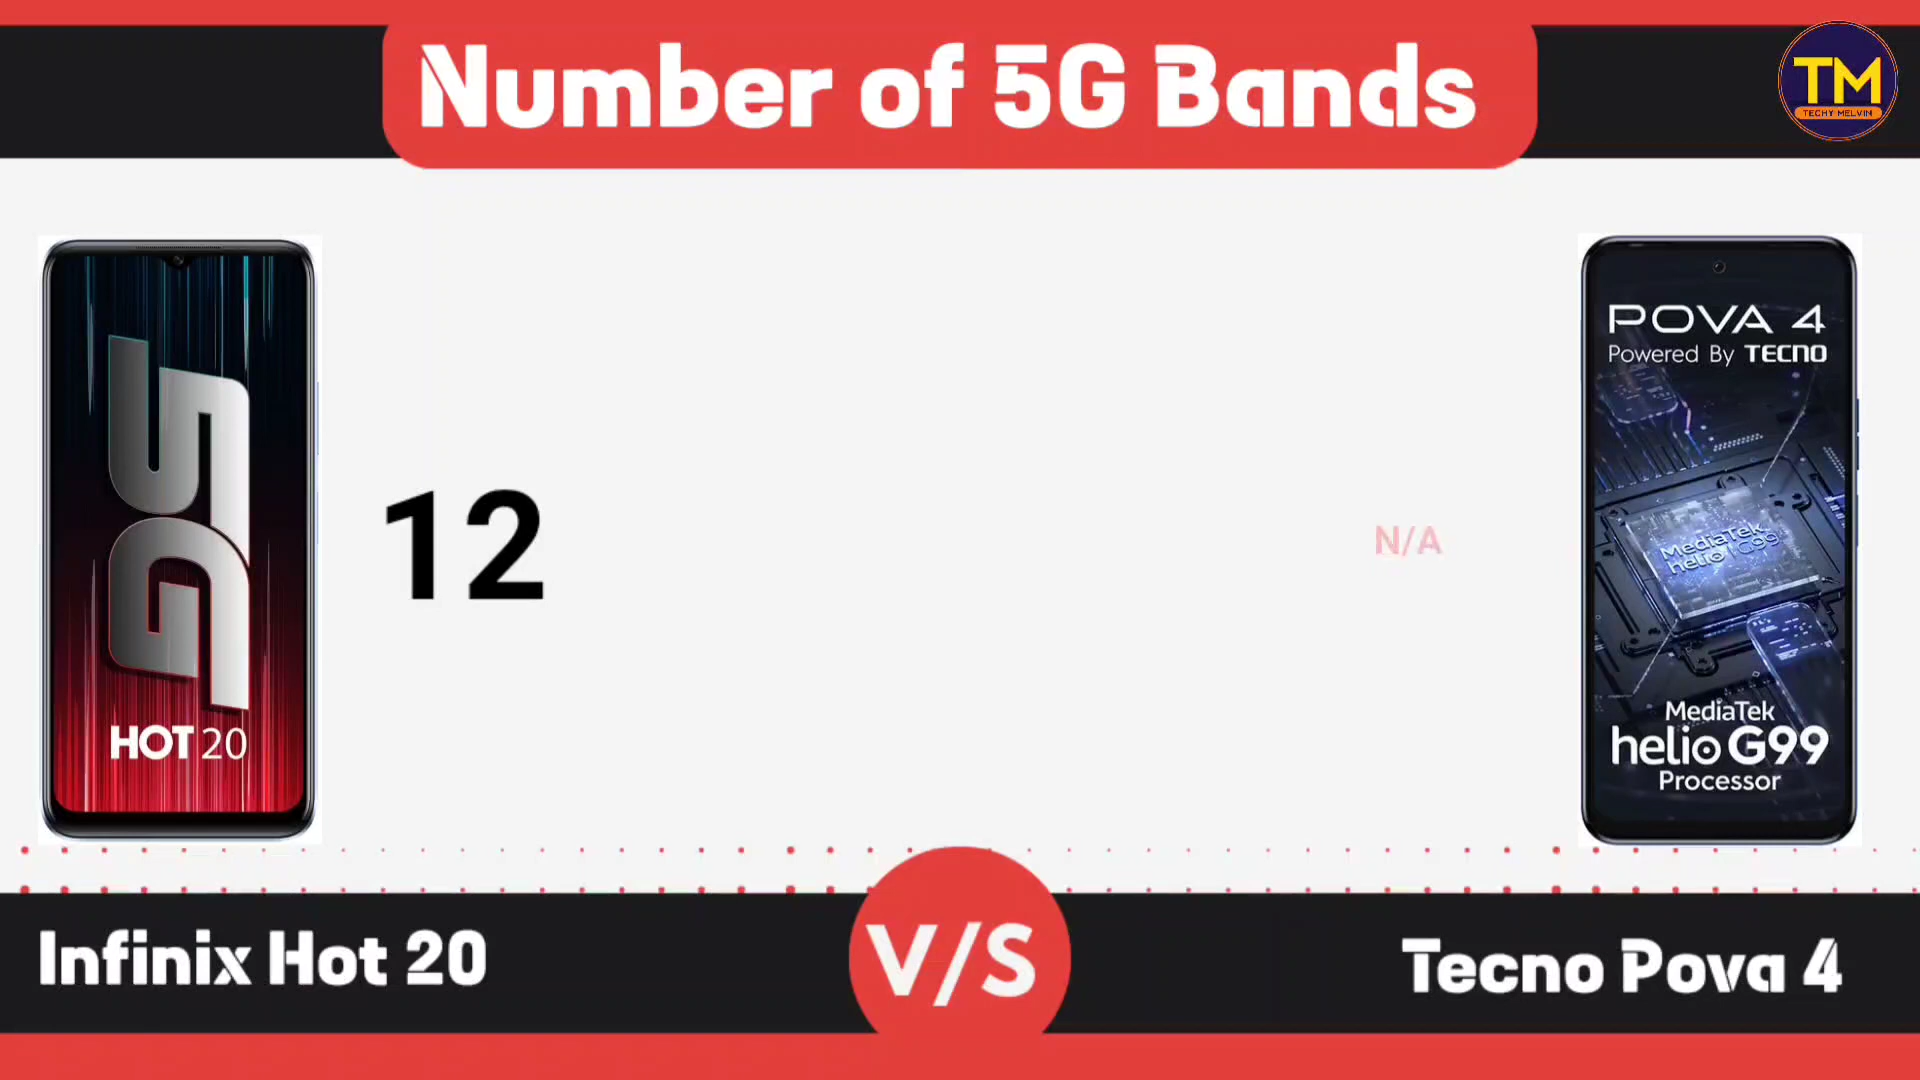 Number of 5G Bands
TM
TECHY MELVIN
5G
HOT 20
12
N/A
POVA 4
Powered By TECNO
MediaTek
helio G99
MediaTek
helio G99
Processor
Infinix Hot 20
V/S
Tecno Pova 4